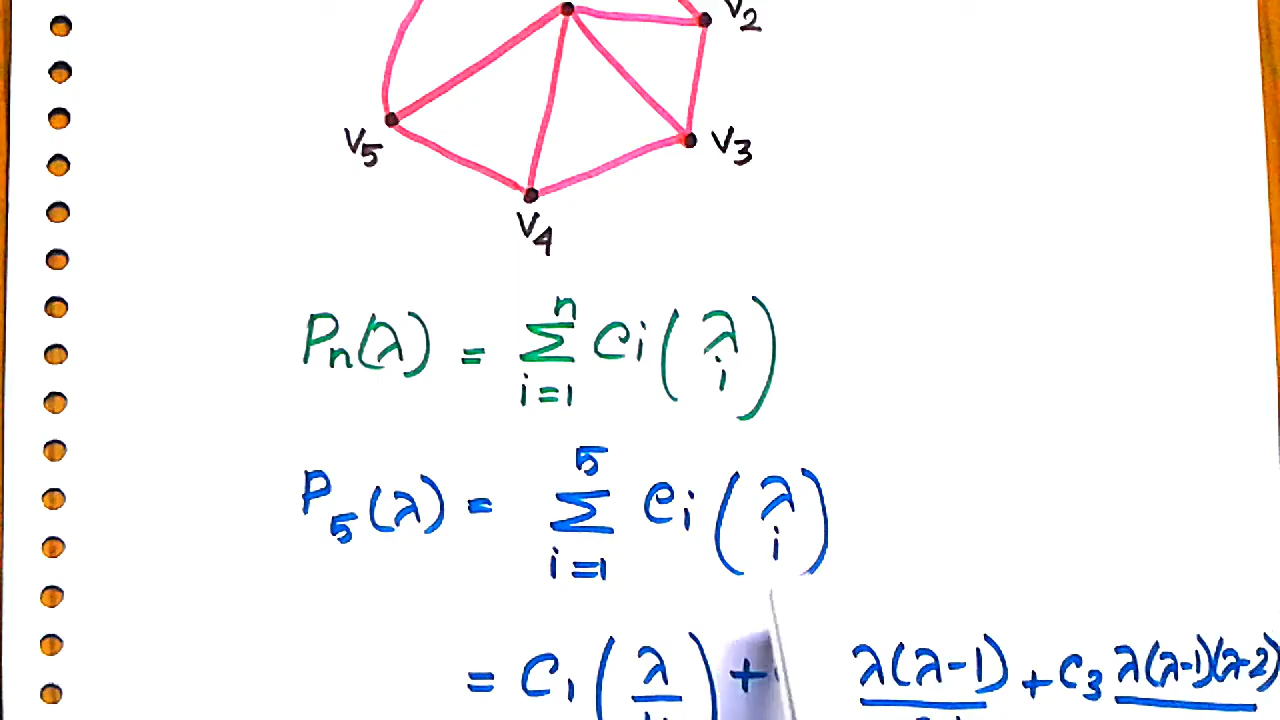 V2
V5
V3
V4
Pn(λ) = Σ_{i=1}^{n} Ci (λ i)
P5(λ) = Σ_{i=1}^{5} Ci (λ i)
= C1 (λ/ ) + λ(λ-1) + C3 λ(λ-1)(λ-2)